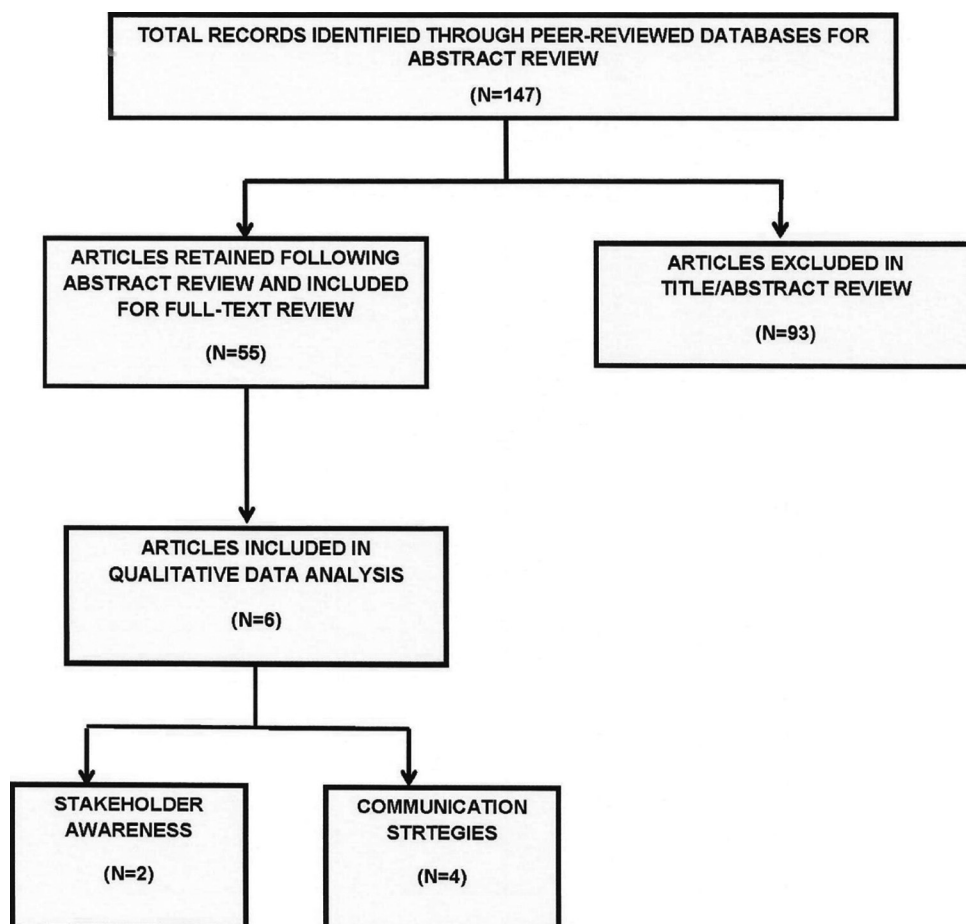 TOTAL RECORDS IDENTIFIED THROUGH PEER-REVIEWED DATABASES FOR
ABSTRACT REVIEW
(N=147)
ARTICLES RETAINED FOLLOWING
ABSTRACT REVIEW AND INCLUDED
FOR FULL-TEXT REVIEW
(N=55)
ARTICLES EXCLUDED IN
TITLE/ABSTRACT REVIEW
(N=93)
ARTICLES INCLUDED IN
QUALITATIVE DATA ANALYSIS
(N=6)
STAKEHOLDER
AWARENESS
(N=2)
COMMUNICATION
STRTEGIES
(N=4)